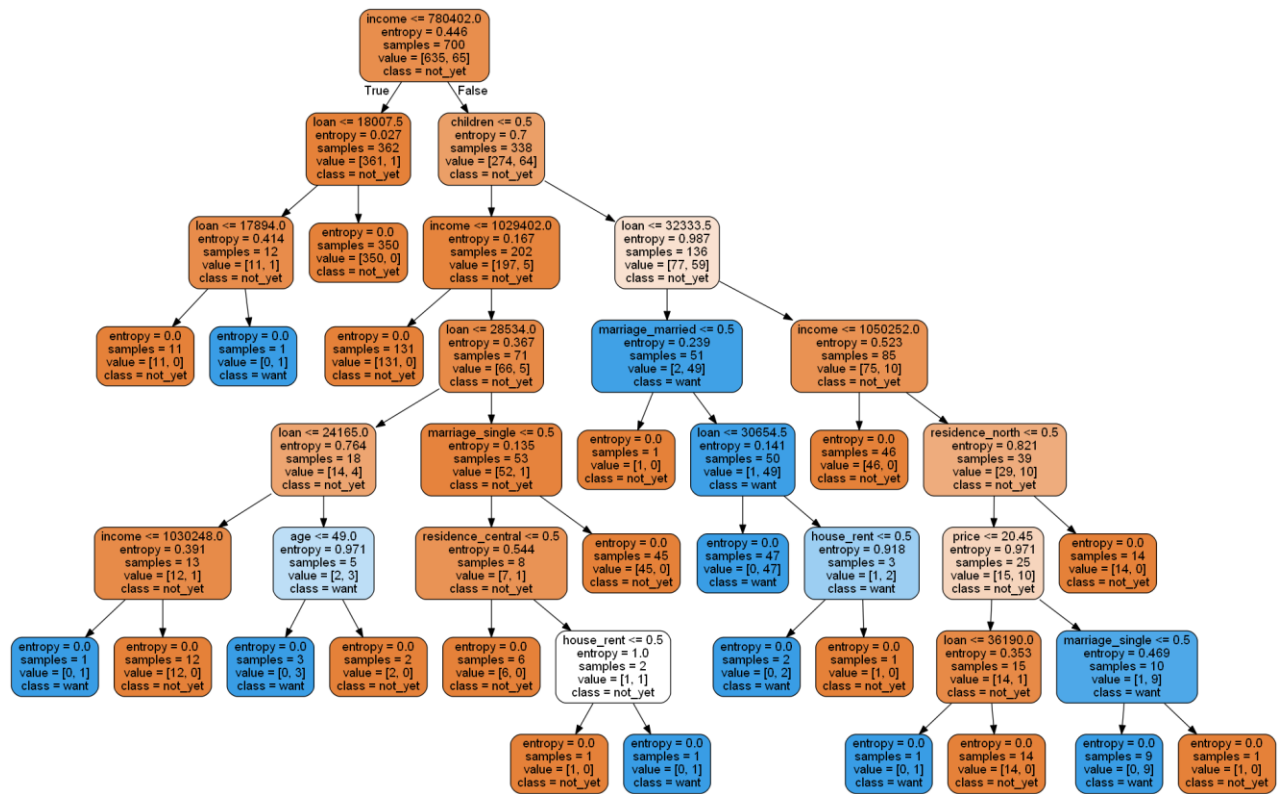 income <= 780402.0
entropy = 0.446
samples = 700
value = [635, 65]
class = not_yet
True
False
loan <= 18007.5
entropy = 0.027
samples = 362
value = [361, 1]
class = not_yet
children <= 0.5
entropy = 0.7
samples = 338
value = [274, 64]
class = not_yet
loan <= 17894.0
entropy = 0.414
samples = 12
value = [11, 1]
class = not_yet
entropy = 0.0
samples = 350
value = [350, 0]
class = not_yet
income <= 1029402.0
entropy = 0.167
samples = 202
value = [197, 5]
class = not_yet
loan <= 32333.5
entropy = 0.987
samples = 136
value = [77, 59]
class = not_yet
entropy = 0.0
samples = 11
value = [11, 0]
class = not_yet
entropy = 0.0
samples = 1
value = [0, 1]
class = want
entropy = 0.0
samples = 131
value = [131, 0]
class = not_yet
loan <= 28534.0
entropy = 0.367
samples = 71
value = [66, 5]
class = not_yet
marriage_married <= 0.5
entropy = 0.239
samples = 51
value = [2, 49]
class = want
income <= 1050252.0
entropy = 0.523
samples = 85
value = [75, 10]
class = not_yet
loan <= 24165.0
entropy = 0.764
samples = 18
value = [14, 4]
class = not_yet
marriage_single <= 0.5
entropy = 0.135
samples = 53
value = [52, 1]
class = not_yet
entropy = 0.0
samples = 1
value = [1, 0]
class = not_yet
loan <= 30654.5
entropy = 0.141
samples = 50
value = [1, 49]
class = want
entropy = 0.0
samples = 46
value = [46, 0]
class = not_yet
residence_north <= 0.5
entropy = 0.821
samples = 39
value = [29, 10]
class = not_yet
income <= 1030248.0
entropy = 0.391
samples = 13
value = [12, 1]
class = not_yet
age <= 49.0
entropy = 0.971
samples = 5
value = [2, 3]
class = want
residence_central <= 0.5
entropy = 0.544
samples = 8
value = [7, 1]
class = not_yet
entropy = 0.0
samples = 45
value = [45, 0]
class = not_yet
entropy = 0.0
samples = 47
value = [0, 47]
class = want
house_rent <= 0.5
entropy = 0.918
samples = 3
value = [1, 2]
class = want
price <= 20.45
entropy = 0.971
samples = 25
value = [15, 10]
class = not_yet
entropy = 0.0
samples = 14
value = [14, 0]
class = not_yet
entropy = 0.0
samples = 1
value = [0, 1]
class = want
entropy = 0.0
samples = 12
value = [12, 0]
class = not_yet
entropy = 0.0
samples = 3
value = [0, 3]
class = want
entropy = 0.0
samples = 2
value = [2, 0]
class = not_yet
entropy = 0.0
samples = 6
value = [6, 0]
class = not_yet
house_rent <= 0.5
entropy = 1.0
samples = 2
value = [1, 1]
class = not_yet
entropy = 0.0
samples = 2
value = [0, 2]
class = want
entropy = 0.0
samples = 1
value = [1, 0]
class = not_yet
loan <= 36190.0
entropy = 0.353
samples = 15
value = [14, 1]
class = not_yet
marriage_single <= 0.5
entropy = 0.469
samples = 10
value = [1, 9]
class = want
entropy = 0.0
samples = 1
value = [1, 0]
class = not_yet
entropy = 0.0
samples = 1
value = [0, 1]
class = want
entropy = 0.0
samples = 1
value = [0, 1]
class = want
entropy = 0.0
samples = 14
value = [14, 0]
class = not_yet
entropy = 0.0
samples = 9
value = [0, 9]
class = want
entropy = 0.0
samples = 1
value = [1, 0]
class = not_yet